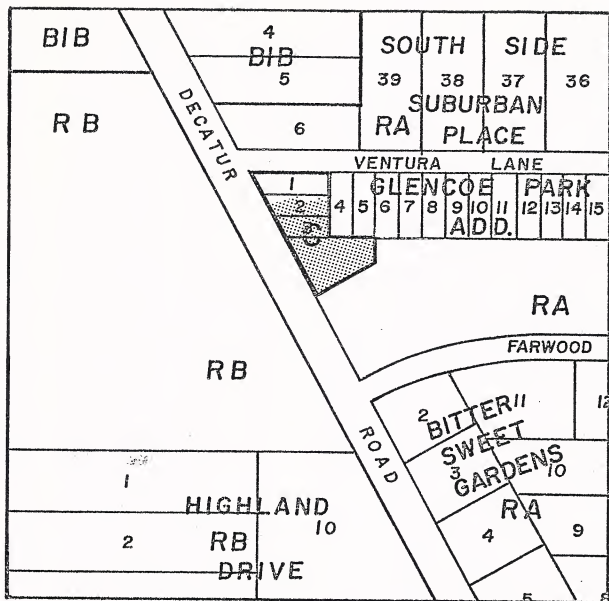 BIB
4
BIB
5
6
SOUTH SIDE
39 38 37 36
SUBURBAN
RA PLACE
RB
DECATUR
VENTURA LANE
1
2
3
GLENCOE PARK
4 5 6 7 8 9 10 11 12 13 14 15
ADD.
RA
FARWOOD
RB
2
11
12
BITTER
SWEET
3
GARDENS
10
RA
4
9
5
8
ROAD
1
HIGHLAND
10
2
RB
DRIVE